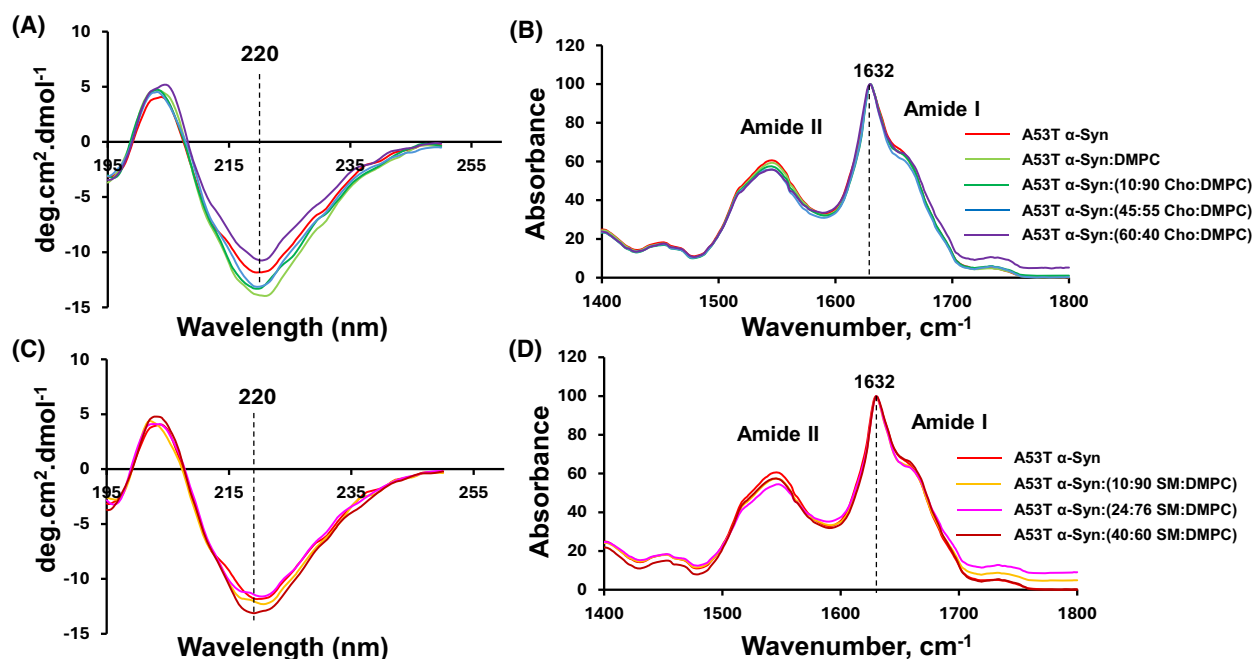 (A)
10
5
0
-5
-10
-15
deg.cm².dmol⁻¹
220
195
215
235
255
Wavelength (nm)
(B)
120
100
80
60
40
20
0
Absorbance
1632
Amide I
Amide II
A53T α-Syn
A53T α-Syn:DMPC
A53T α-Syn:(10:90 Cho:DMPC)
A53T α-Syn:(45:55 Cho:DMPC)
A53T α-Syn:(60:40 Cho:DMPC)
1400
1500
1600
1700
1800
Wavenumber, cm⁻¹
(C)
10
5
0
-5
-10
-15
deg.cm².dmol⁻¹
220
195
215
235
255
Wavelength (nm)
(D)
120
100
80
60
40
20
0
Absorbance
1632
Amide I
Amide II
A53T α-Syn
A53T α-Syn:(10:90 SM:DMPC)
A53T α-Syn:(24:76 SM:DMPC)
A53T α-Syn:(40:60 SM:DMPC)
1400
1500
1600
1700
1800
Wavenumber, cm⁻¹